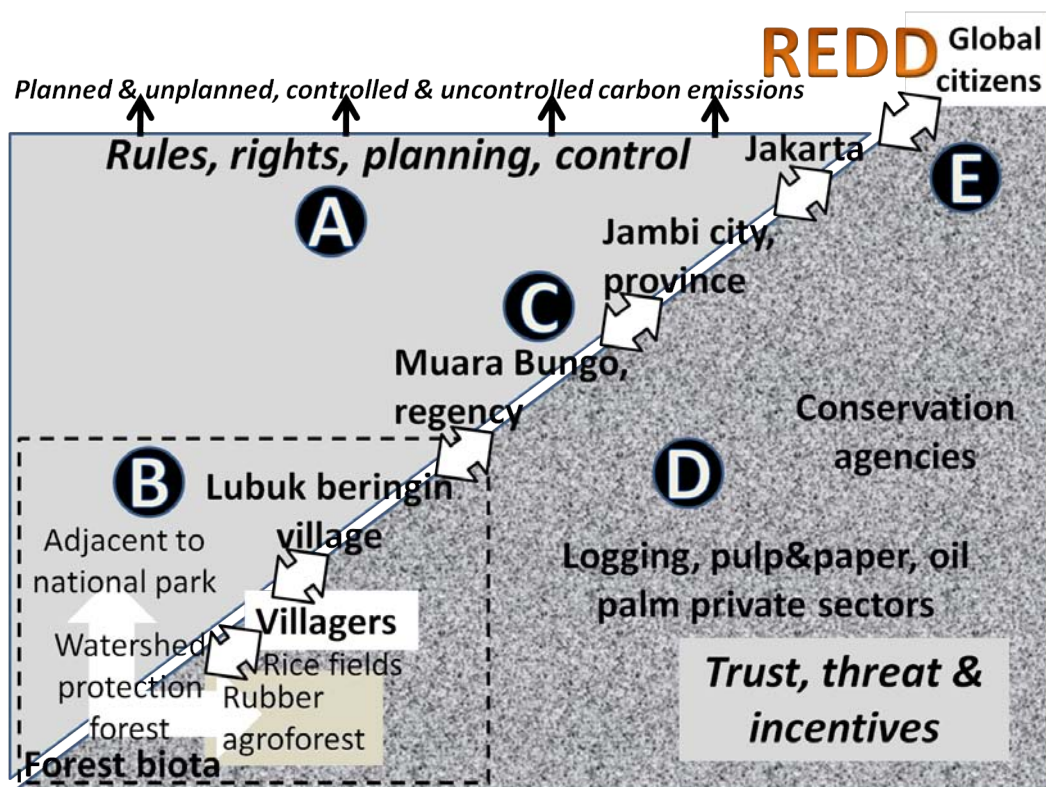 REDD
Global
citizens
Planned & unplanned, controlled & uncontrolled carbon emissions
Rules, rights, planning, control
Jakarta
A
E
Jambi city,
province
C
Muara Bungo,
regency
Conservation
agencies
B
D
Lubuk beringin
village
Adjacent to
national park
Logging, pulp&paper, oil
palm private sectors
Villagers
Watershed
protection
forest
Rice fields
Rubber
agroforest
Trust, threat &
incentives
Forest biota